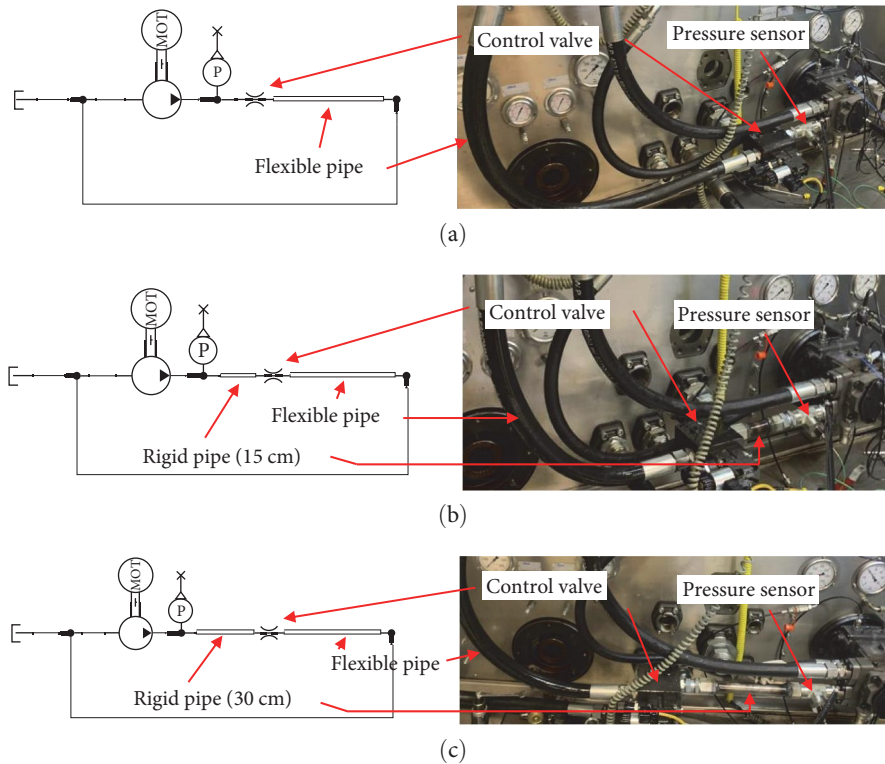 MOT
P
Control valve
Pressure sensor
Flexible pipe
(a)
MOT
P
Control valve
Pressure sensor
Flexible pipe
Rigid pipe (15 cm)
(b)
MOT
P
Control valve
Pressure sensor
Flexible pipe
Rigid pipe (30 cm)
(c)